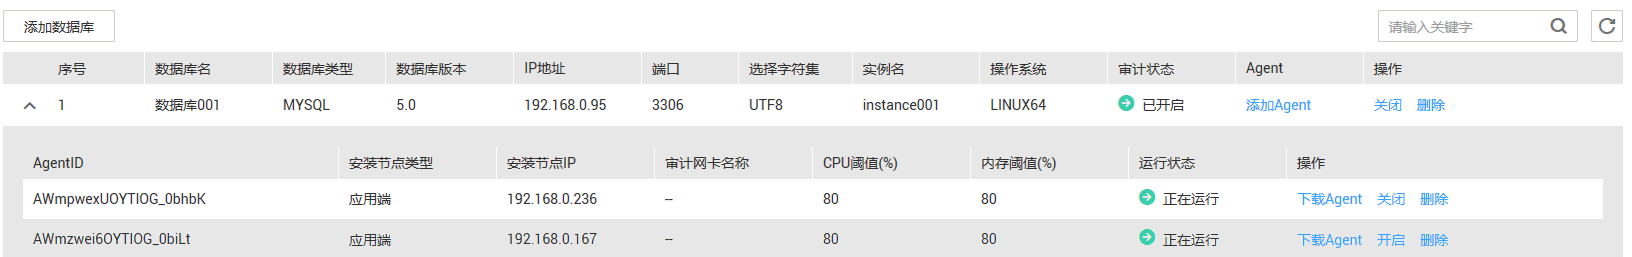 添加数据库 请输入关键字
序号 数据库名 数据库类型 数据库版本 IP地址 端口 选择字符集 实例名 操作系统 审计状态 Agent 操作
1 数据库001 MYSQL 5.0 192.168.0.95 3306 UTF8 instance001 LINUX64 已开启 添加Agent 关闭 删除
AgentID 安装节点类型 安装节点IP 审计网卡名称 CPU阈值(%) 内存阈值(%) 运行状态 操作
AWmpwexUOYTIOG_0bhbK 应用端 192.168.0.236 -- 80 80 正在运行 下载Agent 关闭 删除
AWmzwei6OYTIOG_0biLt 应用端 192.168.0.167 -- 80 80 正在运行 下载Agent 开启 删除